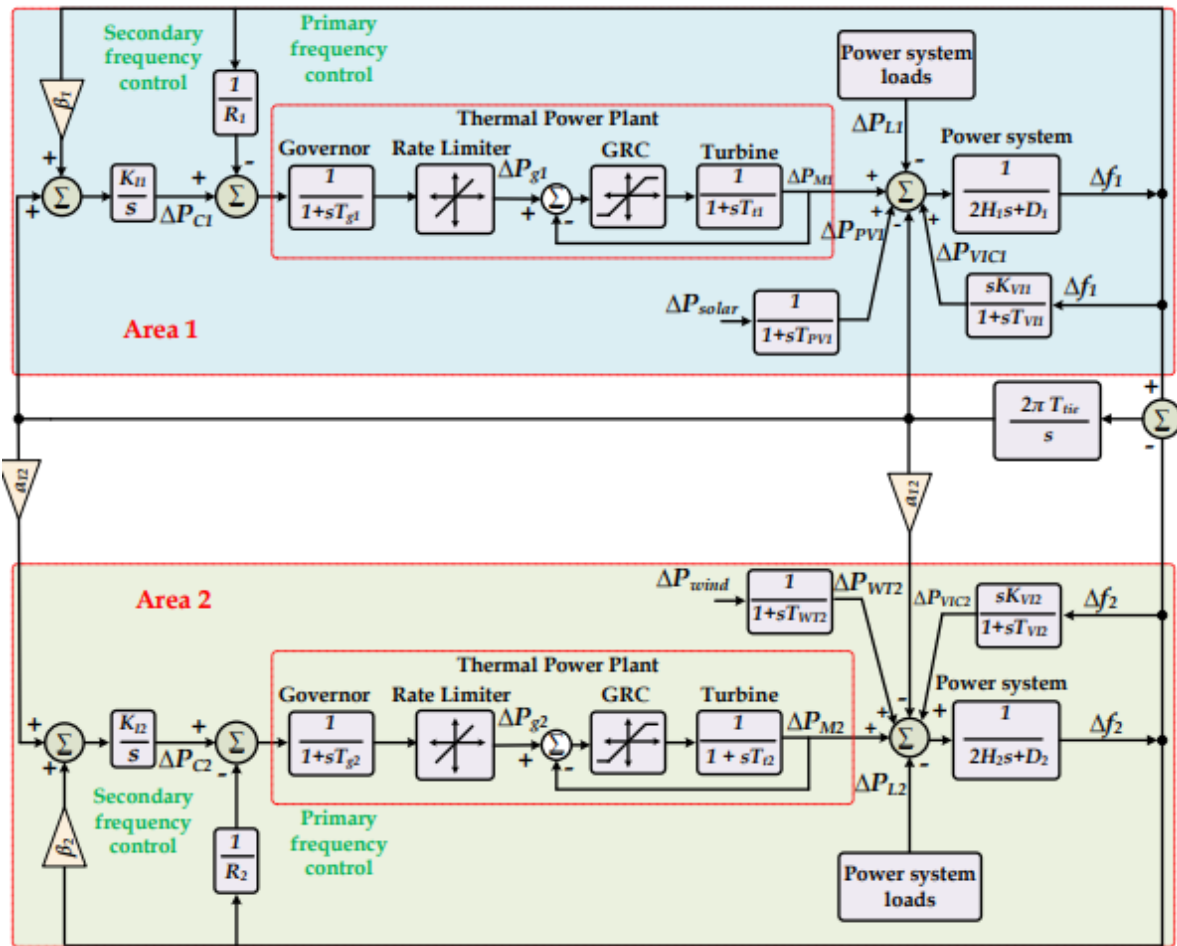 Secondary
frequency
control
Primary
frequency
control
Power system
loads
β1
1
R1
ΔPL1
Thermal Power Plant
Governor
Rate Limiter
GRC
Turbine
Power system
+
+
Σ
KI1
s
ΔPC1
+
-
Σ
1
1+sTg1
ΔPg1
+
-
Σ
1
1+sTt1
ΔPM1
+
-
+
-
+
Σ
1
2H1s+D1
Δf1
ΔPPV1
ΔPVIC1
ΔPsolar
1
1+sTPV1
sKVI1
1+sTVI1
Δf1
Area 1
2π Ttie
s
+
Σ
-
a12
a12
Area 2
ΔPwind
1
1+sTWT2
ΔPWT2
ΔPVIC2
sKVI2
1+sTVI2
Δf2
Thermal Power Plant
Governor
Rate Limiter
GRC
Turbine
Power system
+
+
Σ
KI2
s
ΔPC2
+
-
Σ
1
1+sTg2
ΔPg2
+
-
Σ
1
1 + sTt2
ΔPM2
+
+
-
+
-
Σ
1
2H2s+D2
Δf2
ΔPL2
β2
Secondary
frequency
control
1
R2
Primary
frequency
control
Power system
loads